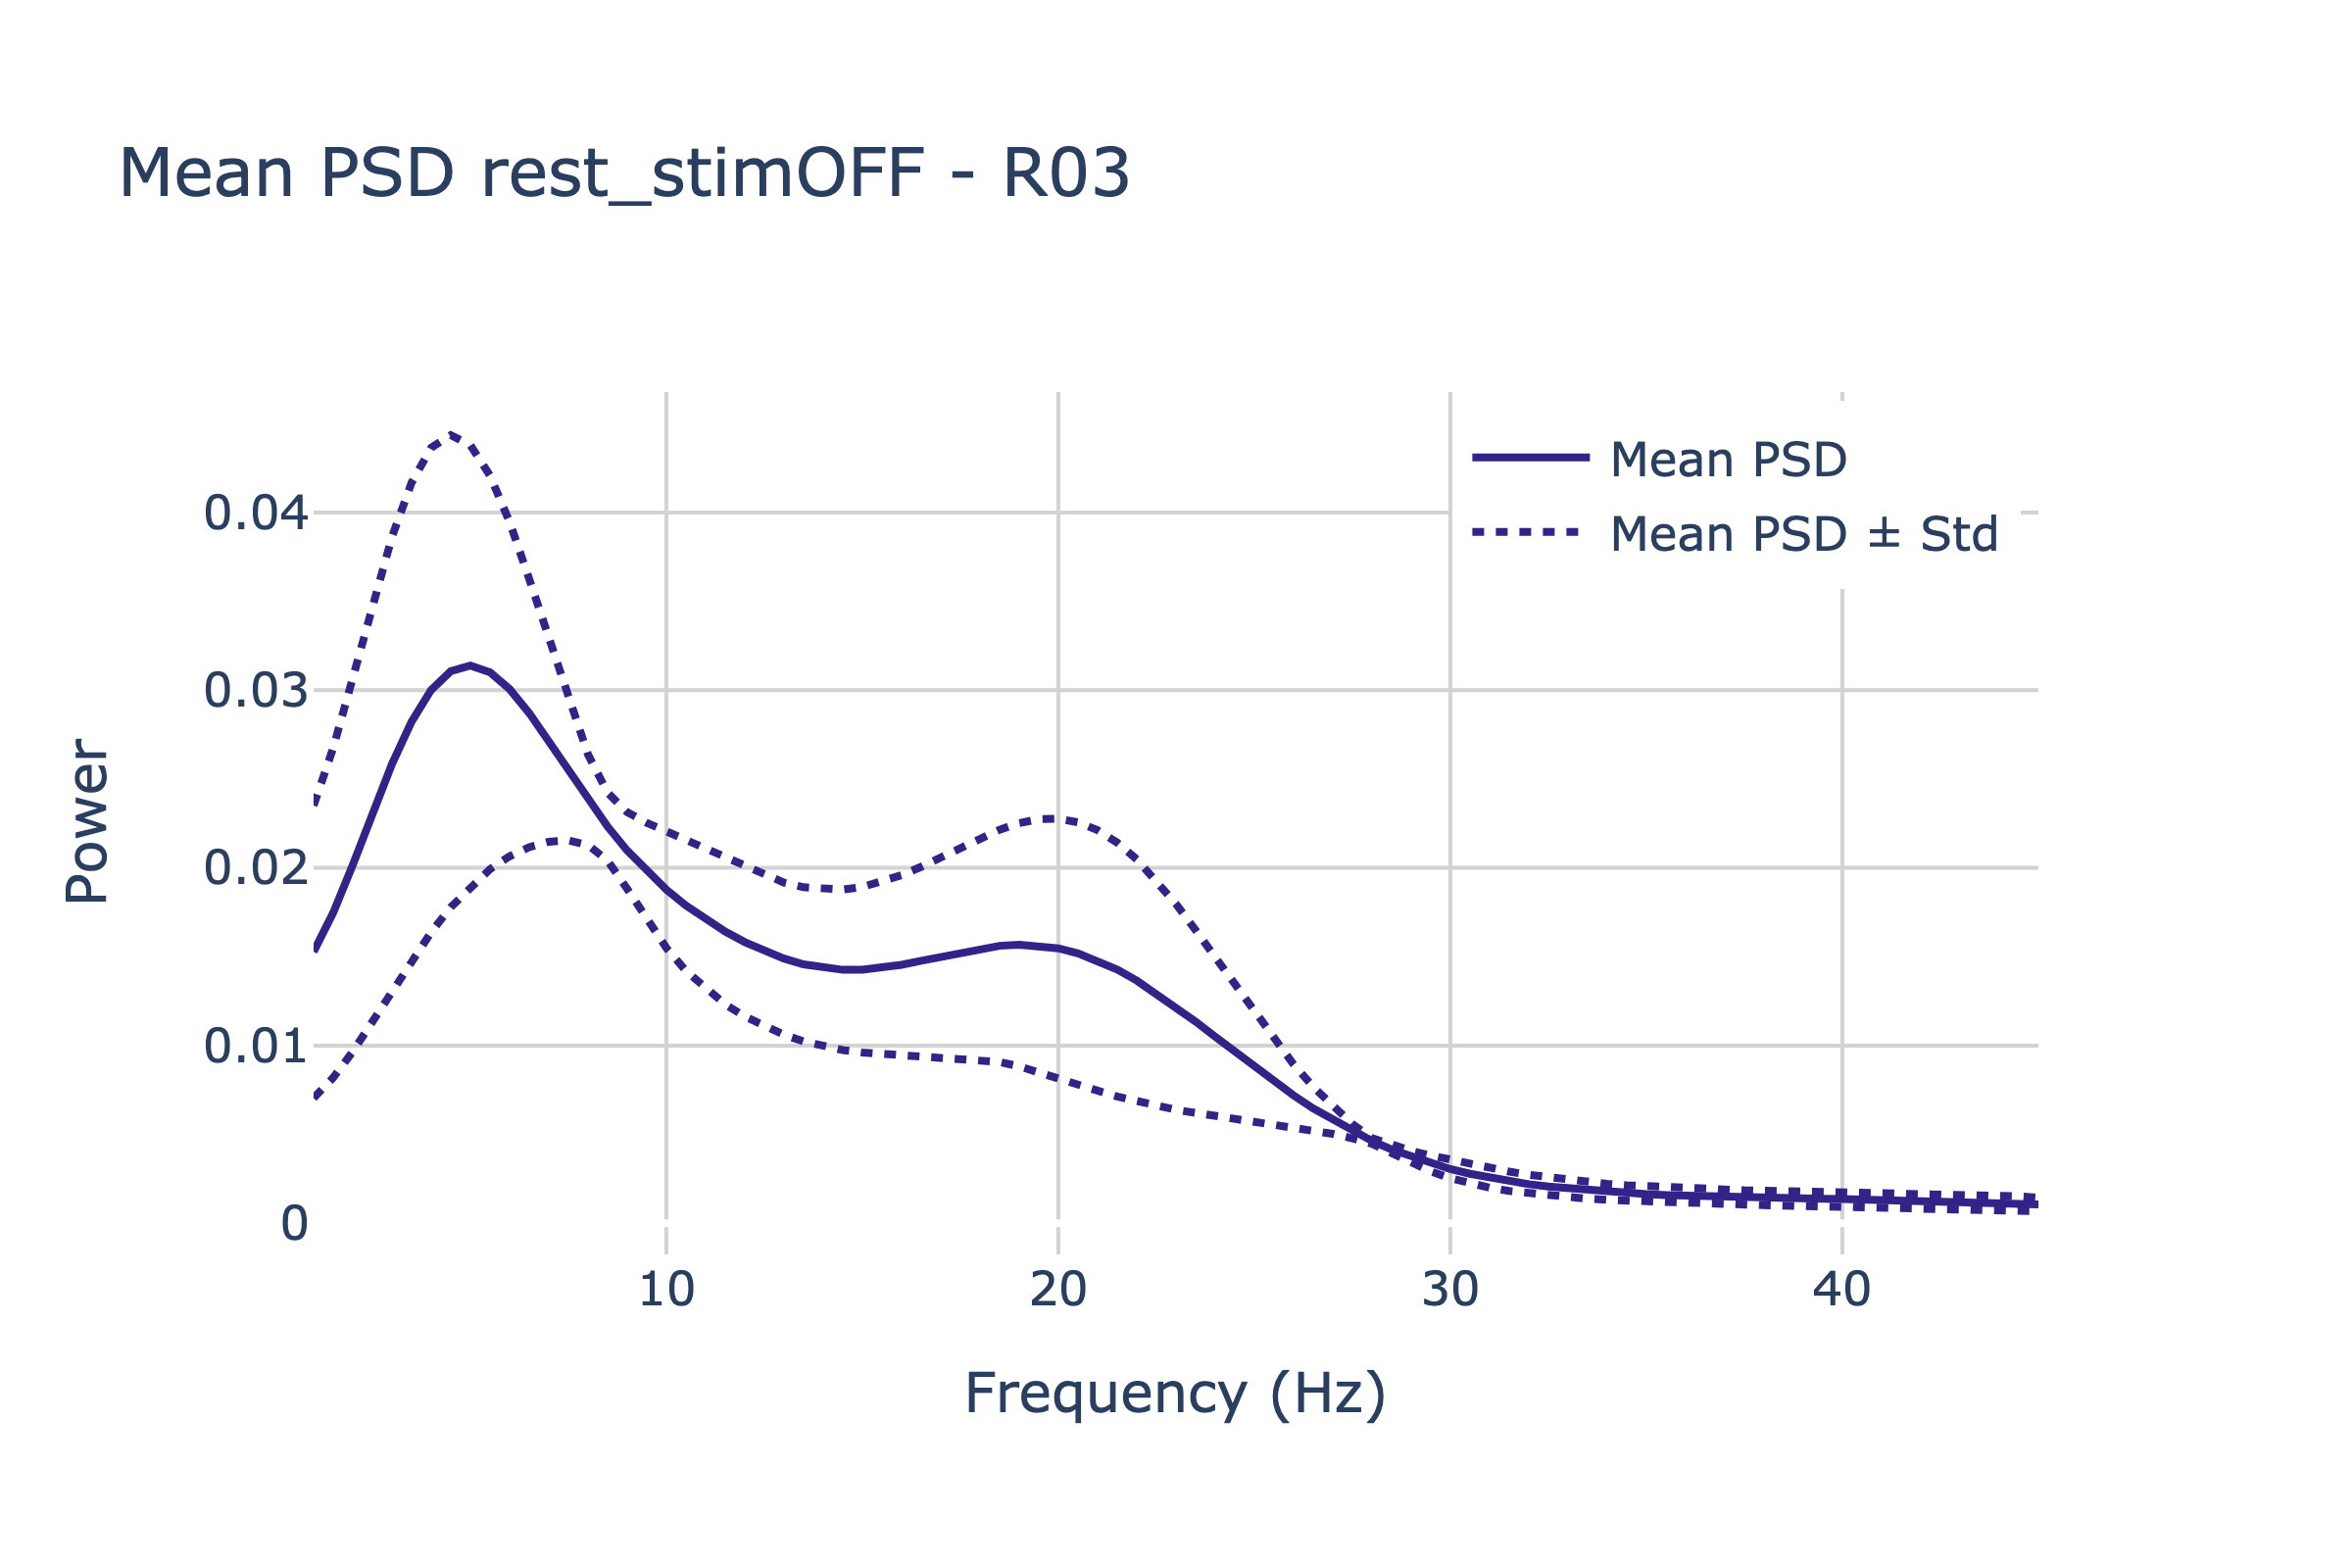 Mean PSD rest_stimOFF - R03
Mean PSD
Mean PSD ± Std
0.04
0.03
0.02
0.01
0
Power
10
20
30
40
Frequency (Hz)